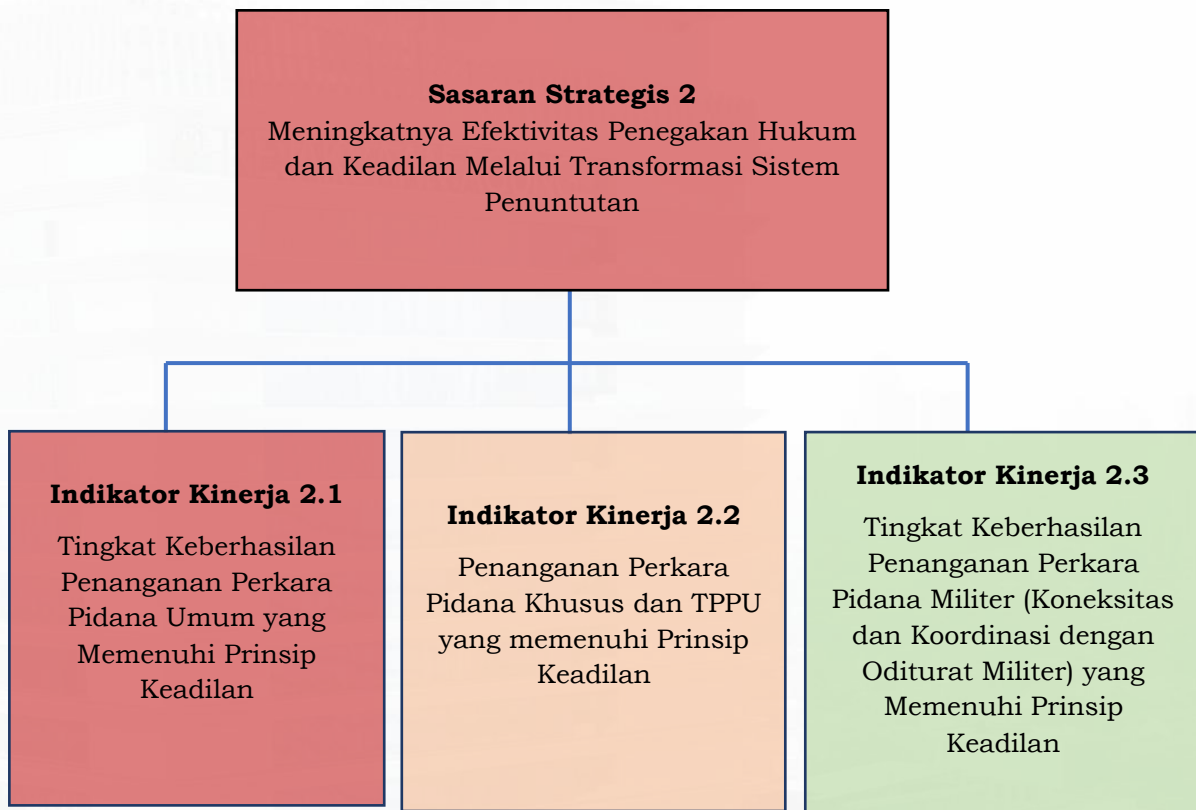 Sasaran Strategis 2
Meningkatnya Efektivitas Penegakan Hukum
dan Keadilan Melalui Transformasi Sistem
Penuntutan
Indikator Kinerja 2.1
Tingkat Keberhasilan
Penanganan Perkara
Pidana Umum yang
Memenuhi Prinsip
Keadilan
Indikator Kinerja 2.2
Penanganan Perkara
Pidana Khusus dan TPPU
yang memenuhi Prinsip
Keadilan
Indikator Kinerja 2.3
Tingkat Keberhasilan
Penanganan Perkara
Pidana Militer (Koneksitas
dan Koordinasi dengan
Oditurat Militer) yang
Memenuhi Prinsip
Keadilan